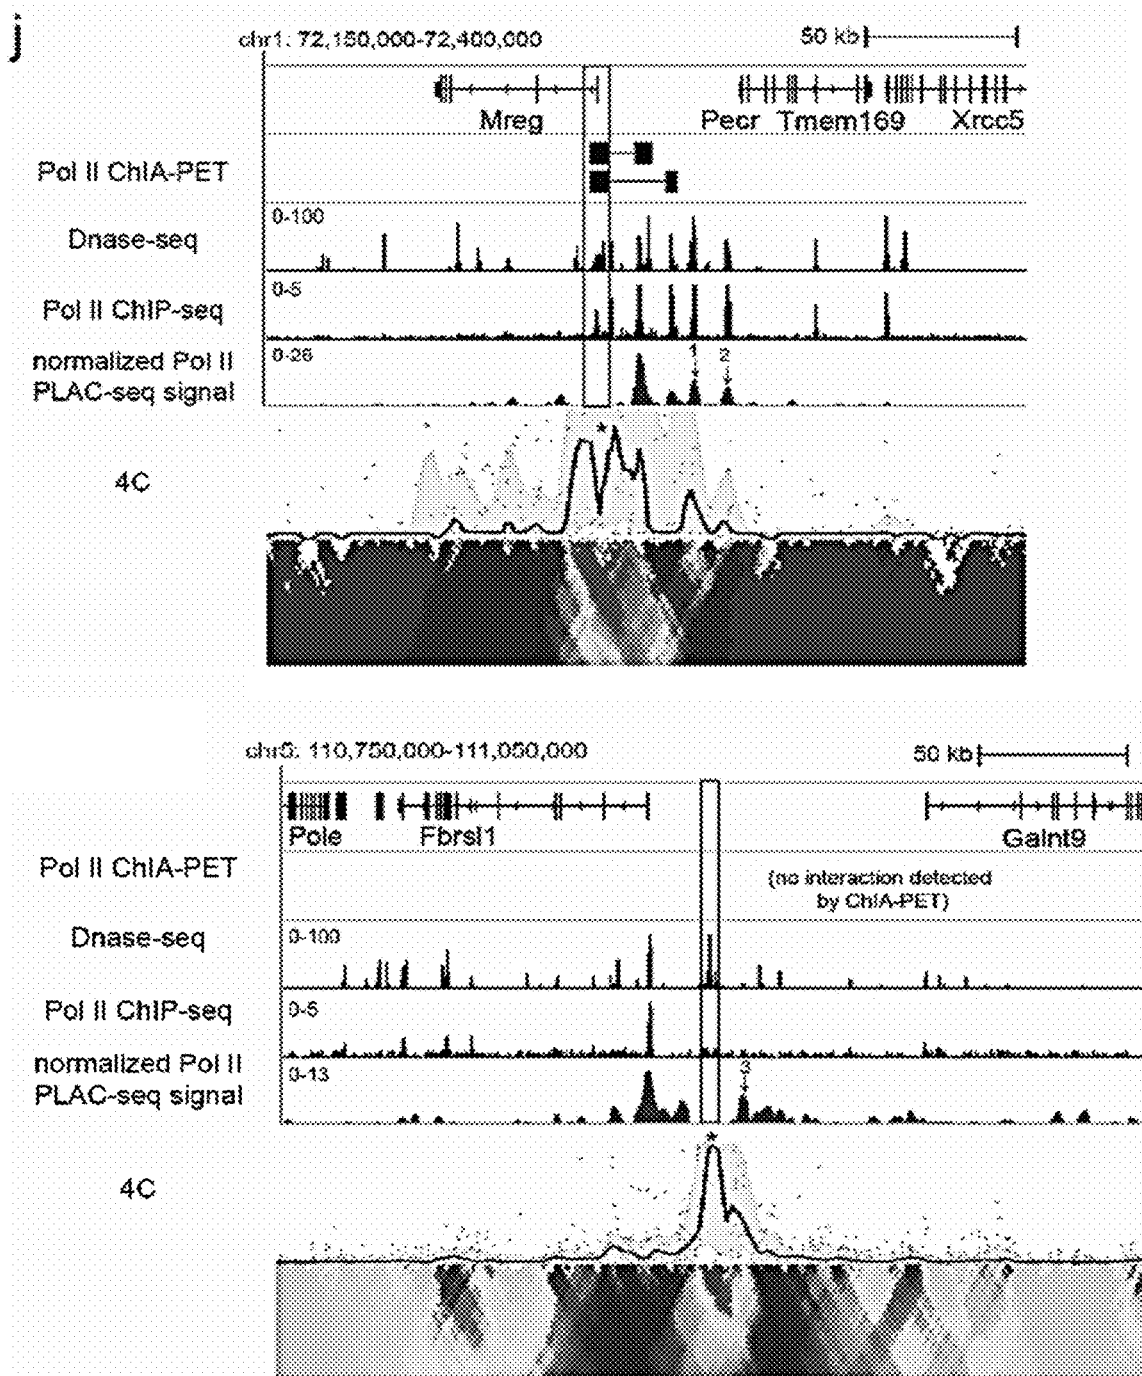 j
chr1: 72,150,000-72,400,000
50 kb
Mreg
Pecr
Tmem169
Xrcc5
Pol II ChIA-PET
Dnase-seq
0-100
Pol II ChIP-seq
0-5
normalized Pol II
PLAC-seq signal
0-26
1
2
*
4C
chr5: 110,750,000-111,050,000
50 kb
Pole
Fbrsl1
Galnt9
Pol II ChIA-PET
(no interaction detected
by ChIA-PET)
Dnase-seq
0-100
Pol II ChIP-seq
0-5
normalized Pol II
PLAC-seq signal
0-13
3
*
4C